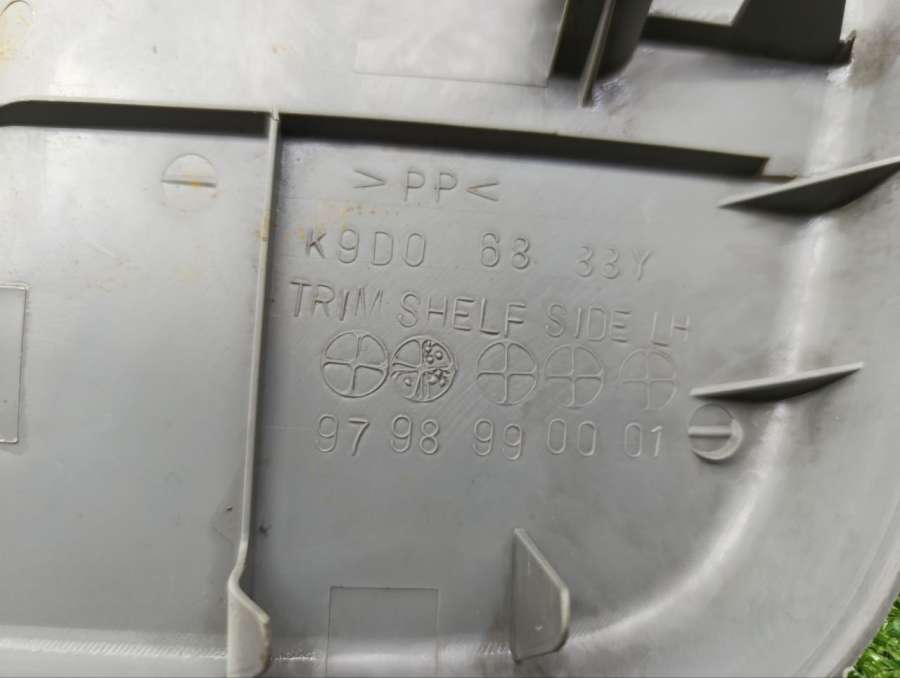 >PP<
K9D0 68 33Y
TRIM SHELF SIDE LH
97 98 99 00 01